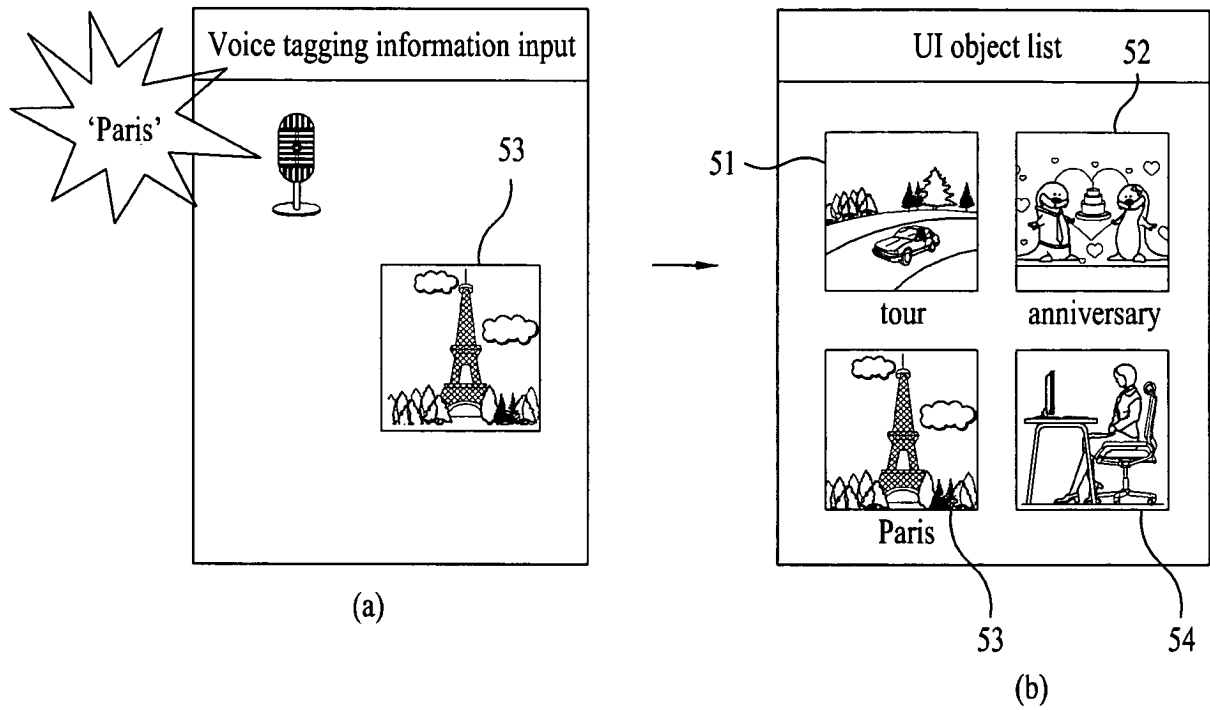 Voice tagging information input
'Paris'
53
(a)
UI object list
52
51
tour
anniversary
Paris
53
54
(b)